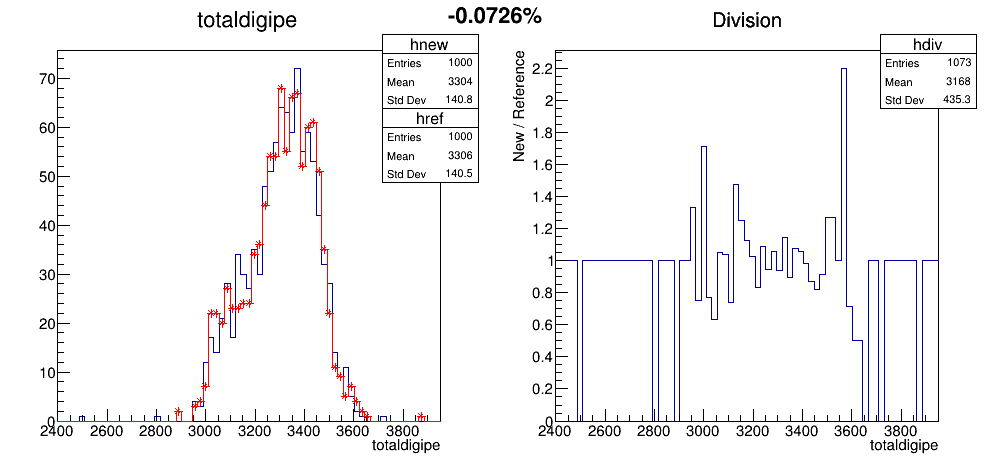 -0.0726%
totaldigipe
hnew
Entries 1000
Mean 3304
Std Dev 140.8
href
Entries 1000
Mean 3306
Std Dev 140.5
70
60
50
40
30
20
10
0
2400 2600 2800 3000 3200 3400 3600 3800
totaldigipe
Division
hdiv
Entries 1073
Mean 3168
Std Dev 435.3
New / Reference
2.2
2
1.8
1.6
1.4
1.2
1
0.8
0.6
0.4
0.2
0
2400 2600 2800 3000 3200 3400 3600 3800
totaldigipe